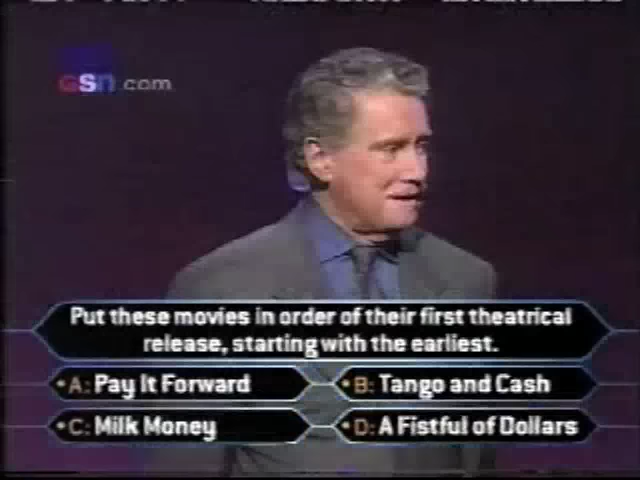 GSN.com
Put these movies in order of their first theatrical
release, starting with the earliest.
A: Pay It Forward
B: Tango and Cash
C: Milk Money
D: A Fistful of Dollars